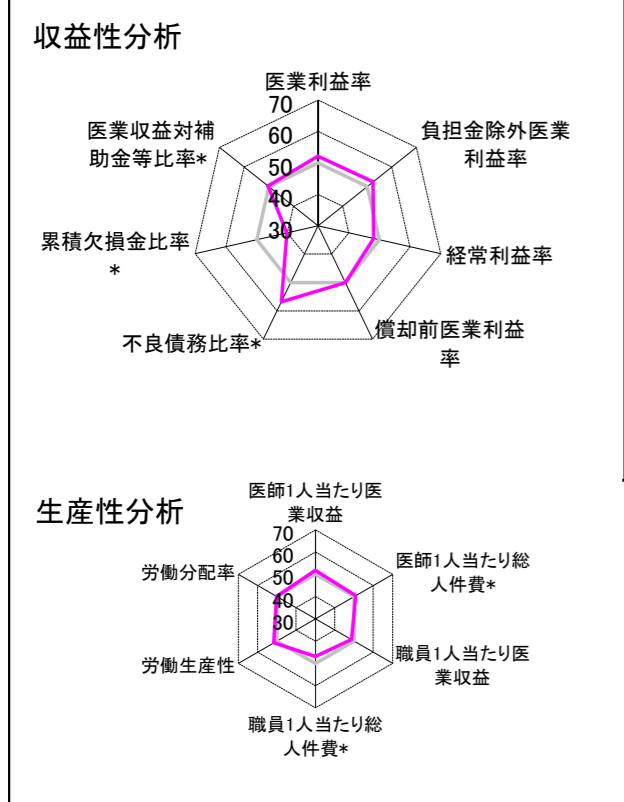 収益性分析
医業利益率
70
60
50
40
30
負担金除外医業
利益率
経常利益率
償却前医業利益
率
不良債務比率*
累積欠損金比率
*
医業収益対補
助金等比率*
生産性分析
医師1人当たり医
業収益
70
60
50
40
30
医師1人当たり総
人件費*
職員1人当たり医
業収益
職員1人当たり総
人件費*
労働生産性
労働分配率